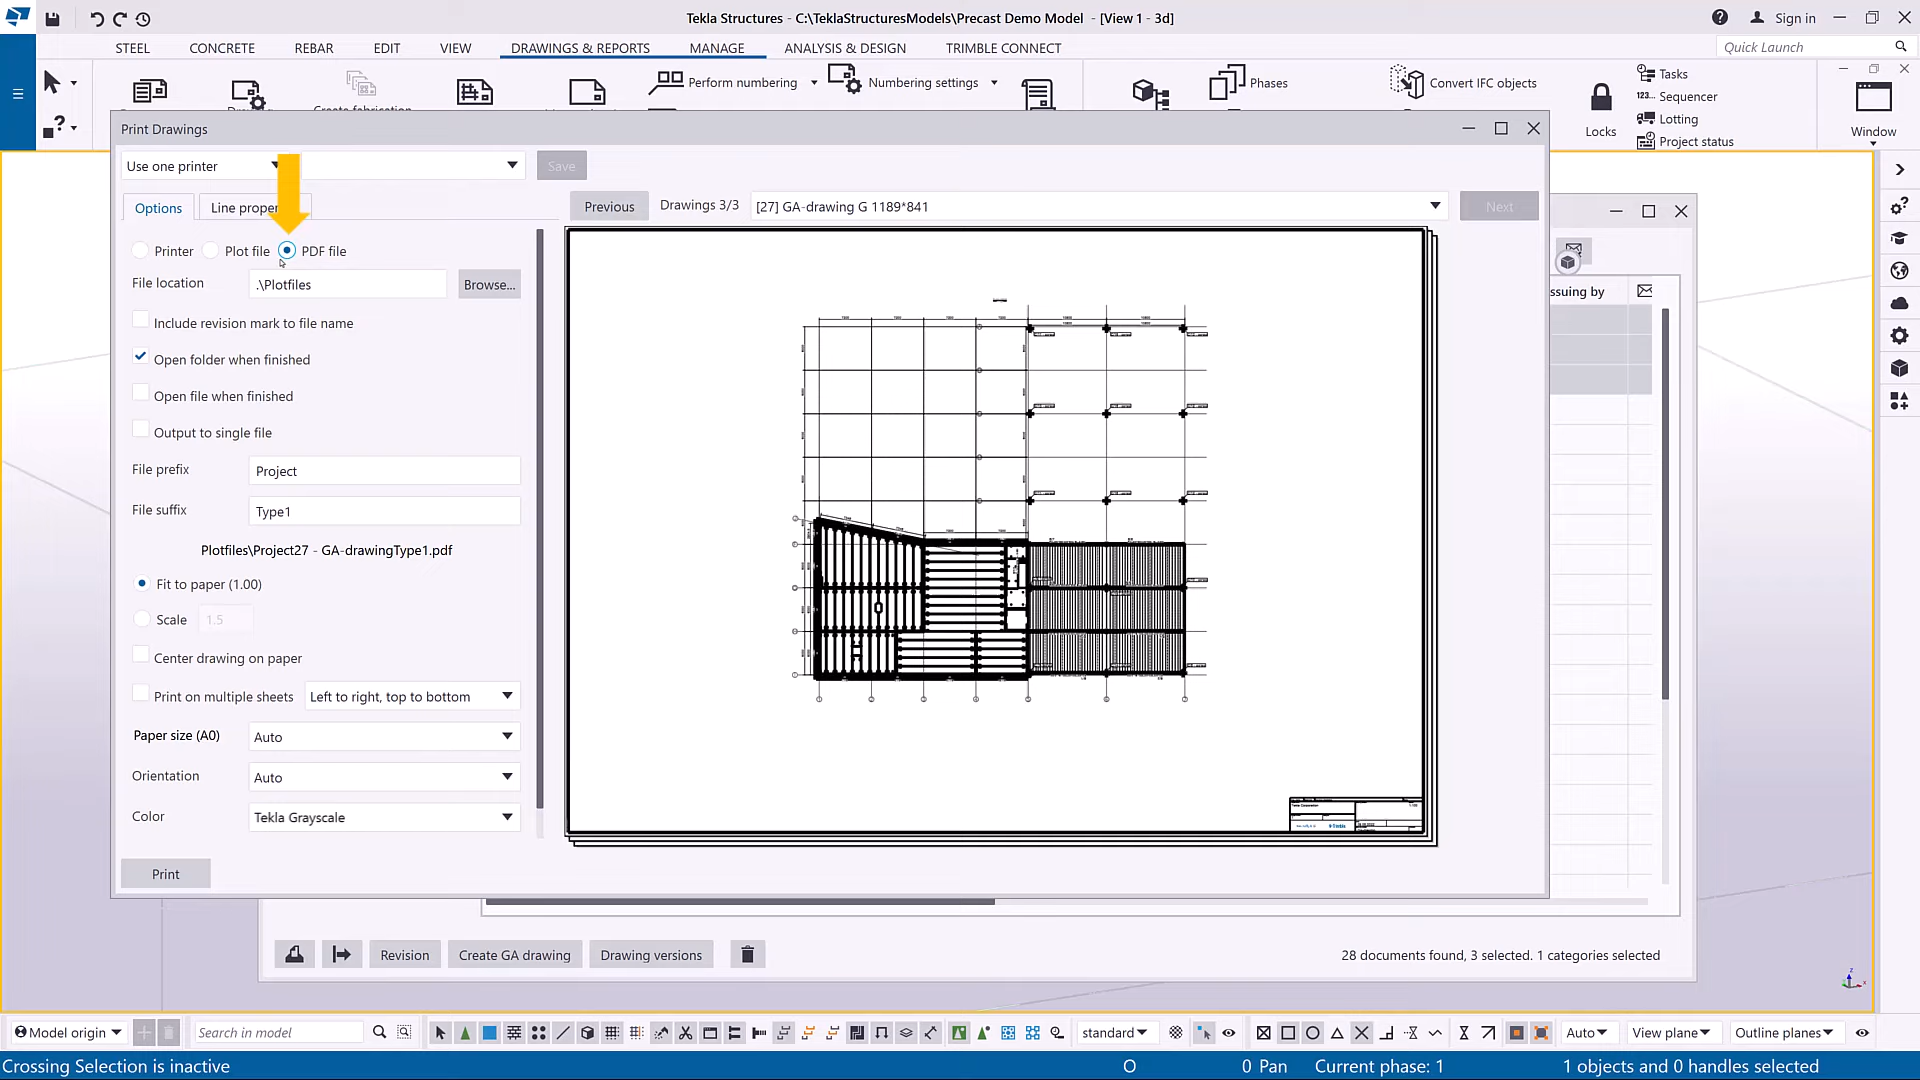 Tekla Structures - C:\TeklaStructuresModels\Precast Demo Model - [View 1 - 3d]
Sign in
STEEL CONCRETE REBAR EDIT VIEW DRAWINGS & REPORTS MANAGE ANALYSIS & DESIGN TRIMBLE CONNECT
Quick Launch
Perform numbering
Numbering settings
Phases
Convert IFC objects
Tasks
Sequencer
Lotting
Project status
Locks
Window
Print Drawings
Use one printer
Save
Options
Previous
Drawings 3/3
[27] GA-drawing G 1189*841
Next
Printer Plot file PDF file
File location
.\Plotfiles
Browse...
Include revision mark to file name
Open folder when finished
Open file when finished
Output to single file
File prefix
Project
File suffix
Type1
Plotfiles\Project27 - GA-drawingType1.pdf
Fit to paper (1.00)
Scale
1.5
Center drawing on paper
Print on multiple sheets
Left to right, top to bottom
Paper size (A0)
Auto
Orientation
Auto
Color
Tekla Grayscale
Print
Revision
Create GA drawing
Drawing versions
28 documents found, 3 selected. 1 categories selected
Model origin
Search in model
standard
Auto
View plane
Outline planes
Crossing Selection is inactive
O
0 Pan
Current phase: 1
1 objects and 0 handles selected